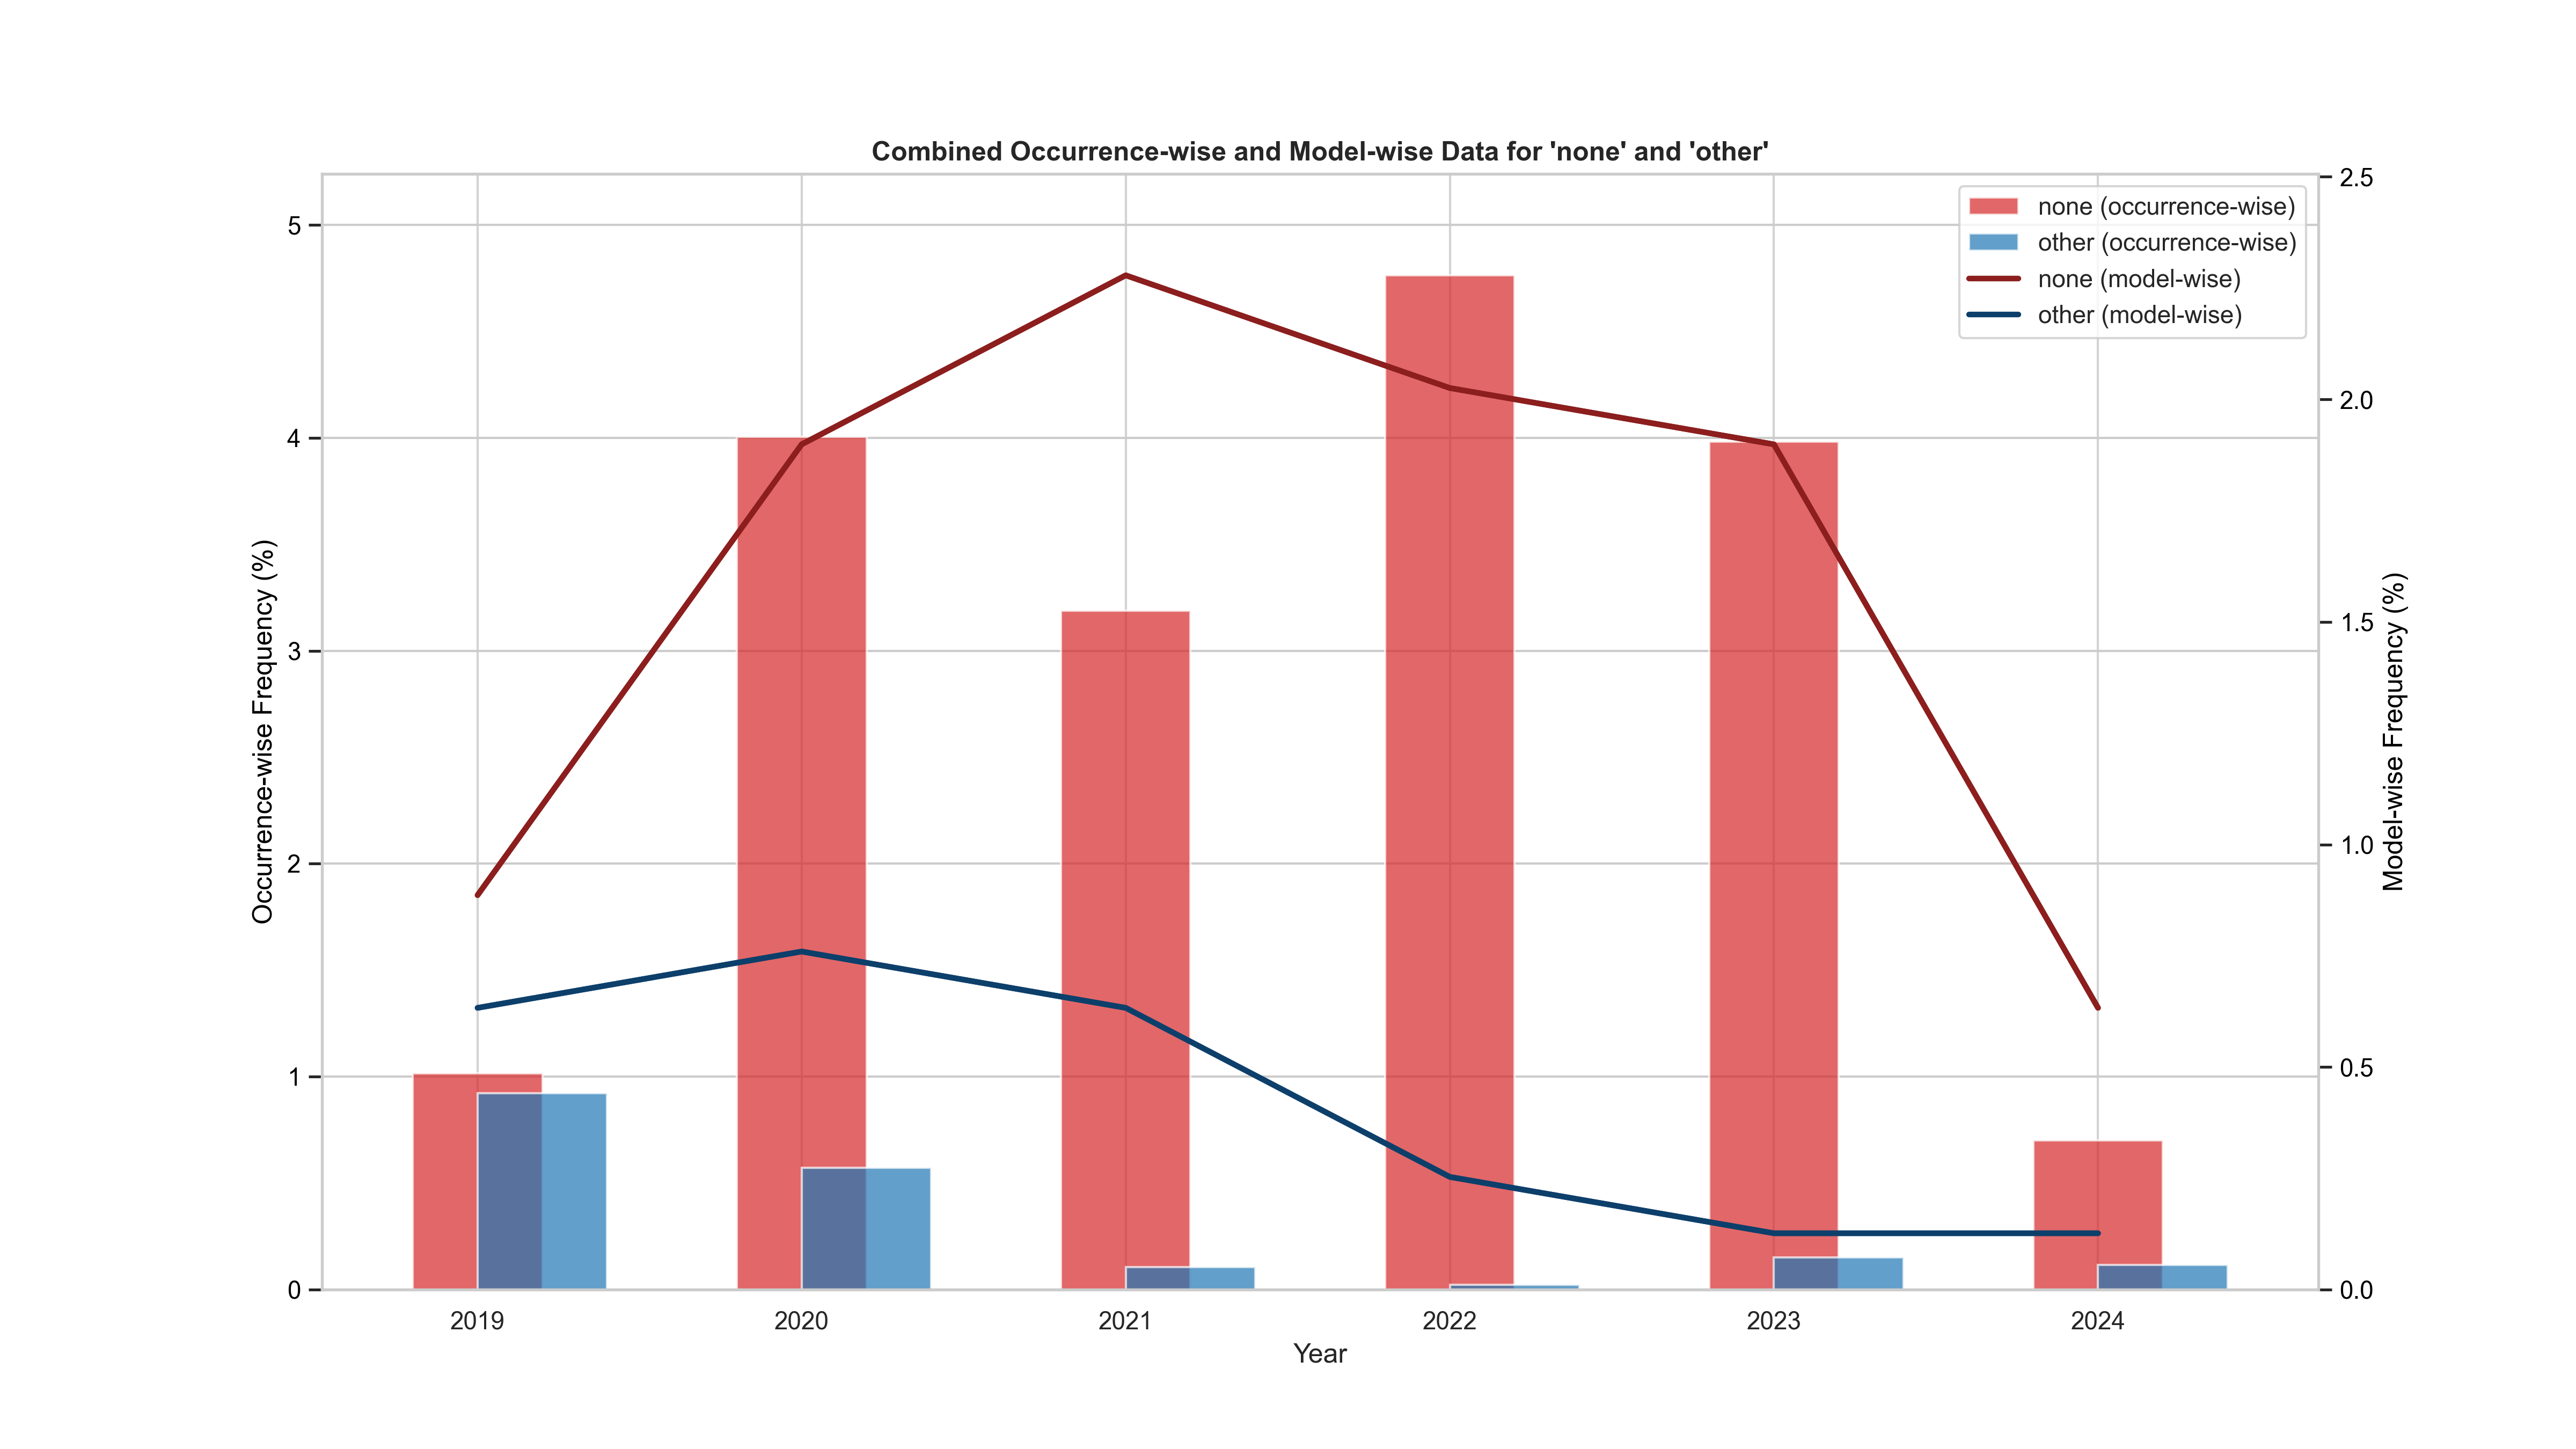 Combined Occurrence-wise and Model-wise Data for 'none' and 'other'
none (occurrence-wise)
other (occurrence-wise)
none (model-wise)
other (model-wise)
Occurrence-wise Frequency (%)
5
4
3
2
1
0
2.5
2.0
1.5
1.0
0.5
0.0
Model-wise Frequency (%)
2019 2020 2021 2022 2023 2024
Year